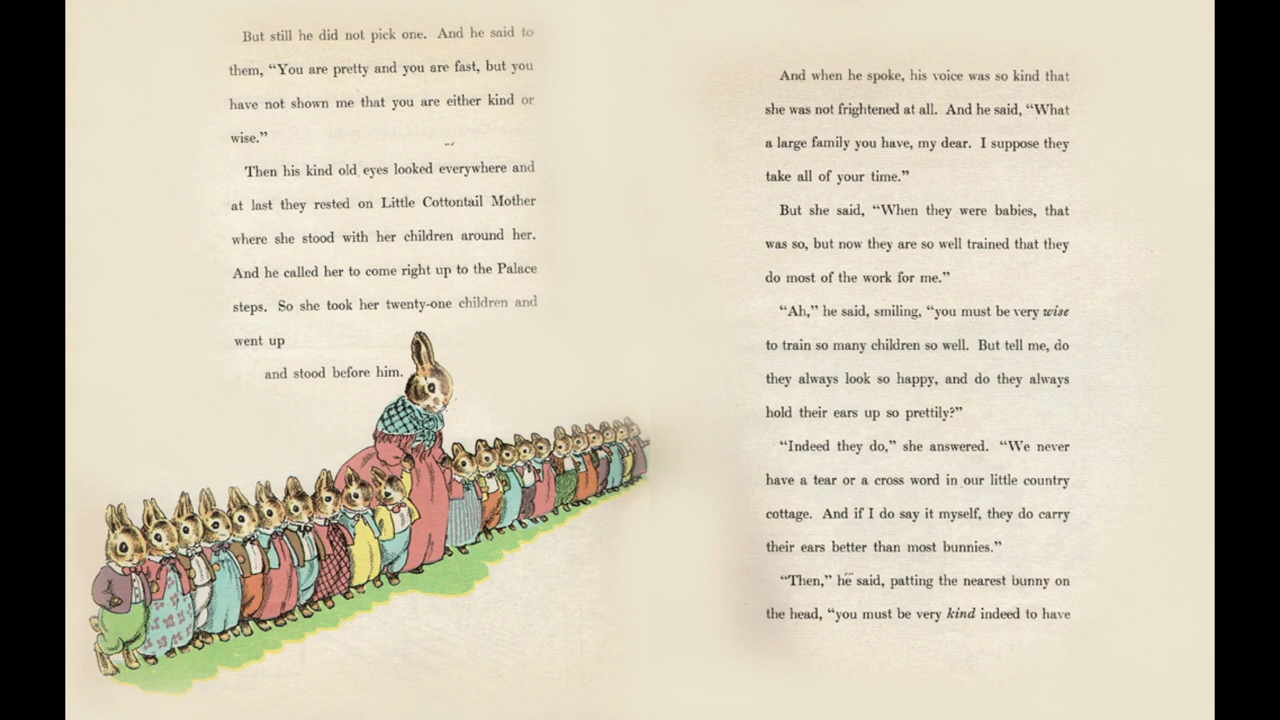 But still he did not pick one. And he said to
them, “You are pretty and you are fast, but you
have not shown me that you are either kind or
wise.”
Then his kind old eyes looked everywhere and
at last they rested on Little Cottontail Mother
where she stood with her children around her.
And he called her to come right up to the Palace
steps. So she took her twenty-one children and
went up
and stood before him.
And when he spoke, his voice was so kind that
she was not frightened at all. And he said, “What
a large family you have, my dear. I suppose they
take all of your time.”
But she said, “When they were babies, that
was so, but now they are so well trained that they
do most of the work for me.”
“Ah,” he said, smiling, “you must be very wise
to train so many children so well. But tell me, do
they always look so happy, and do they always
hold their ears up so prettily?”
“Indeed they do,” she answered. “We never
have a tear or a cross word in our little country
cottage. And if I do say it myself, they do carry
their ears better than most bunnies.”
“Then,” he said, patting the nearest bunny on
the head, “you must be very kind indeed to have